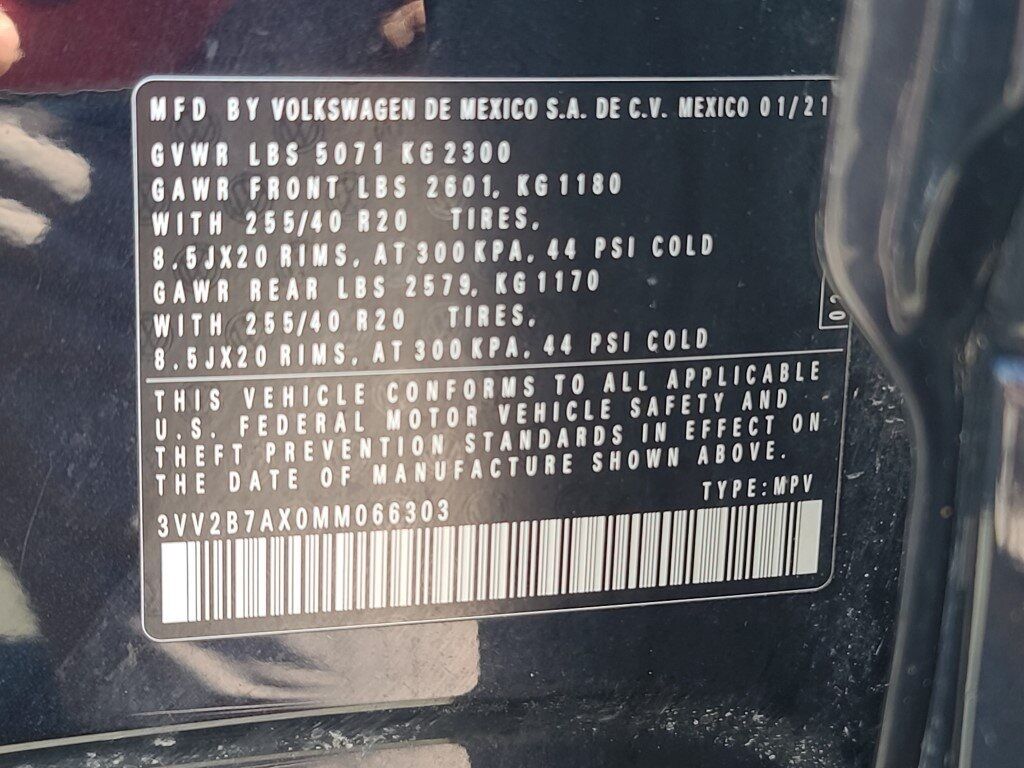 MFD BY VOLKSWAGEN DE MEXICO S.A. DE C.V. MEXICO 01/21
GVWR LBS 5071 KG 2300
GAWR FRONT LBS 2601, KG 1180
WITH 255/40 R20 TIRES,
8.5JX20 RIMS, AT 300 KPA, 44 PSI COLD
GAWR REAR LBS 2579, KG 1170
WITH 255/40 R20 TIRES,
8.5JX20 RIMS, AT 300 KPA, 44 PSI COLD
THIS VEHICLE CONFORMS TO ALL APPLICABLE
U.S. FEDERAL MOTOR VEHICLE SAFETY AND
THEFT PREVENTION STANDARDS IN EFFECT ON
THE DATE OF MANUFACTURE SHOWN ABOVE.
TYPE: MPV
3VV2B7AX0MM066303